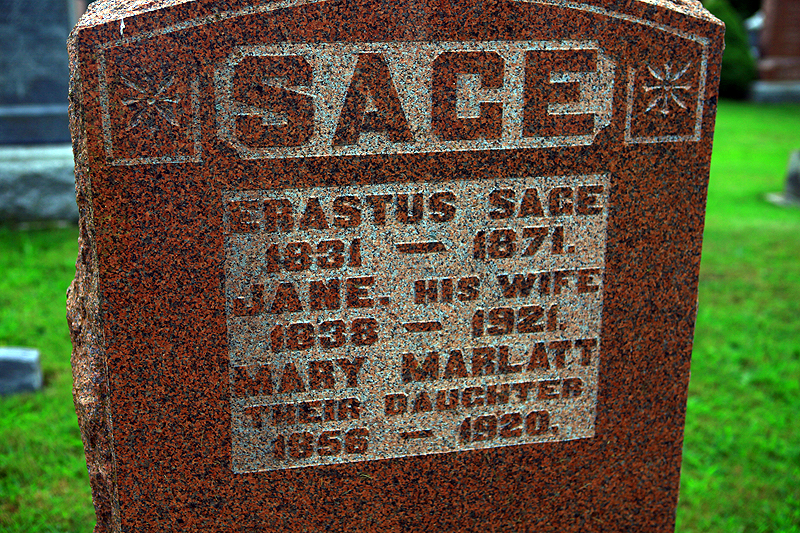 SAGE
ERASTUS SAGE
1831 — 1871.
JANE, HIS WIFE
1838 — 1921.
MARY MARLATT
THEIR DAUGHTER
1856 — 1920.